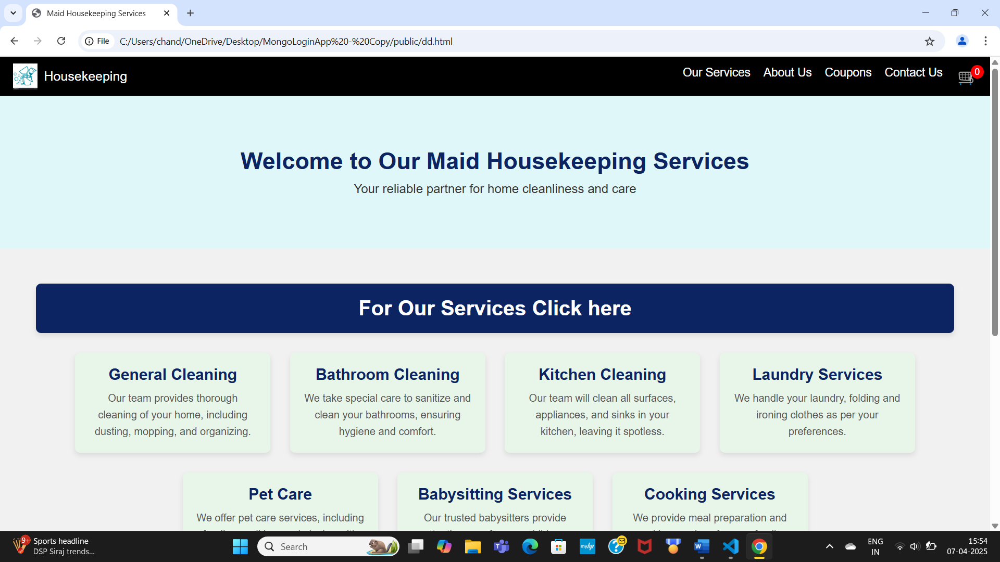 Maid Housekeeping Services
File C:/Users/chand/OneDrive/Desktop/MongoLoginApp%20-%20Copy/public/dd.html
Housekeeping
Our Services About Us Coupons Contact Us 0
Welcome to Our Maid Housekeeping Services
Your reliable partner for home cleanliness and care
For Our Services Click here
General Cleaning
Our team provides thorough
cleaning of your home, including
dusting, mopping, and organizing.
Bathroom Cleaning
We take special care to sanitize and
clean your bathrooms, ensuring
hygiene and comfort.
Kitchen Cleaning
Our team will clean all surfaces,
appliances, and sinks in your
kitchen, leaving it spotless.
Laundry Services
We handle your laundry, folding and
ironing clothes as per your
preferences.
Pet Care
We offer pet care services, including
Babysitting Services
Our trusted babysitters provide
Cooking Services
We provide meal preparation and
9+
Sports headline
DSP Siraj trends...
Search
myhp
ENG
IN
15:54
07-04-2025